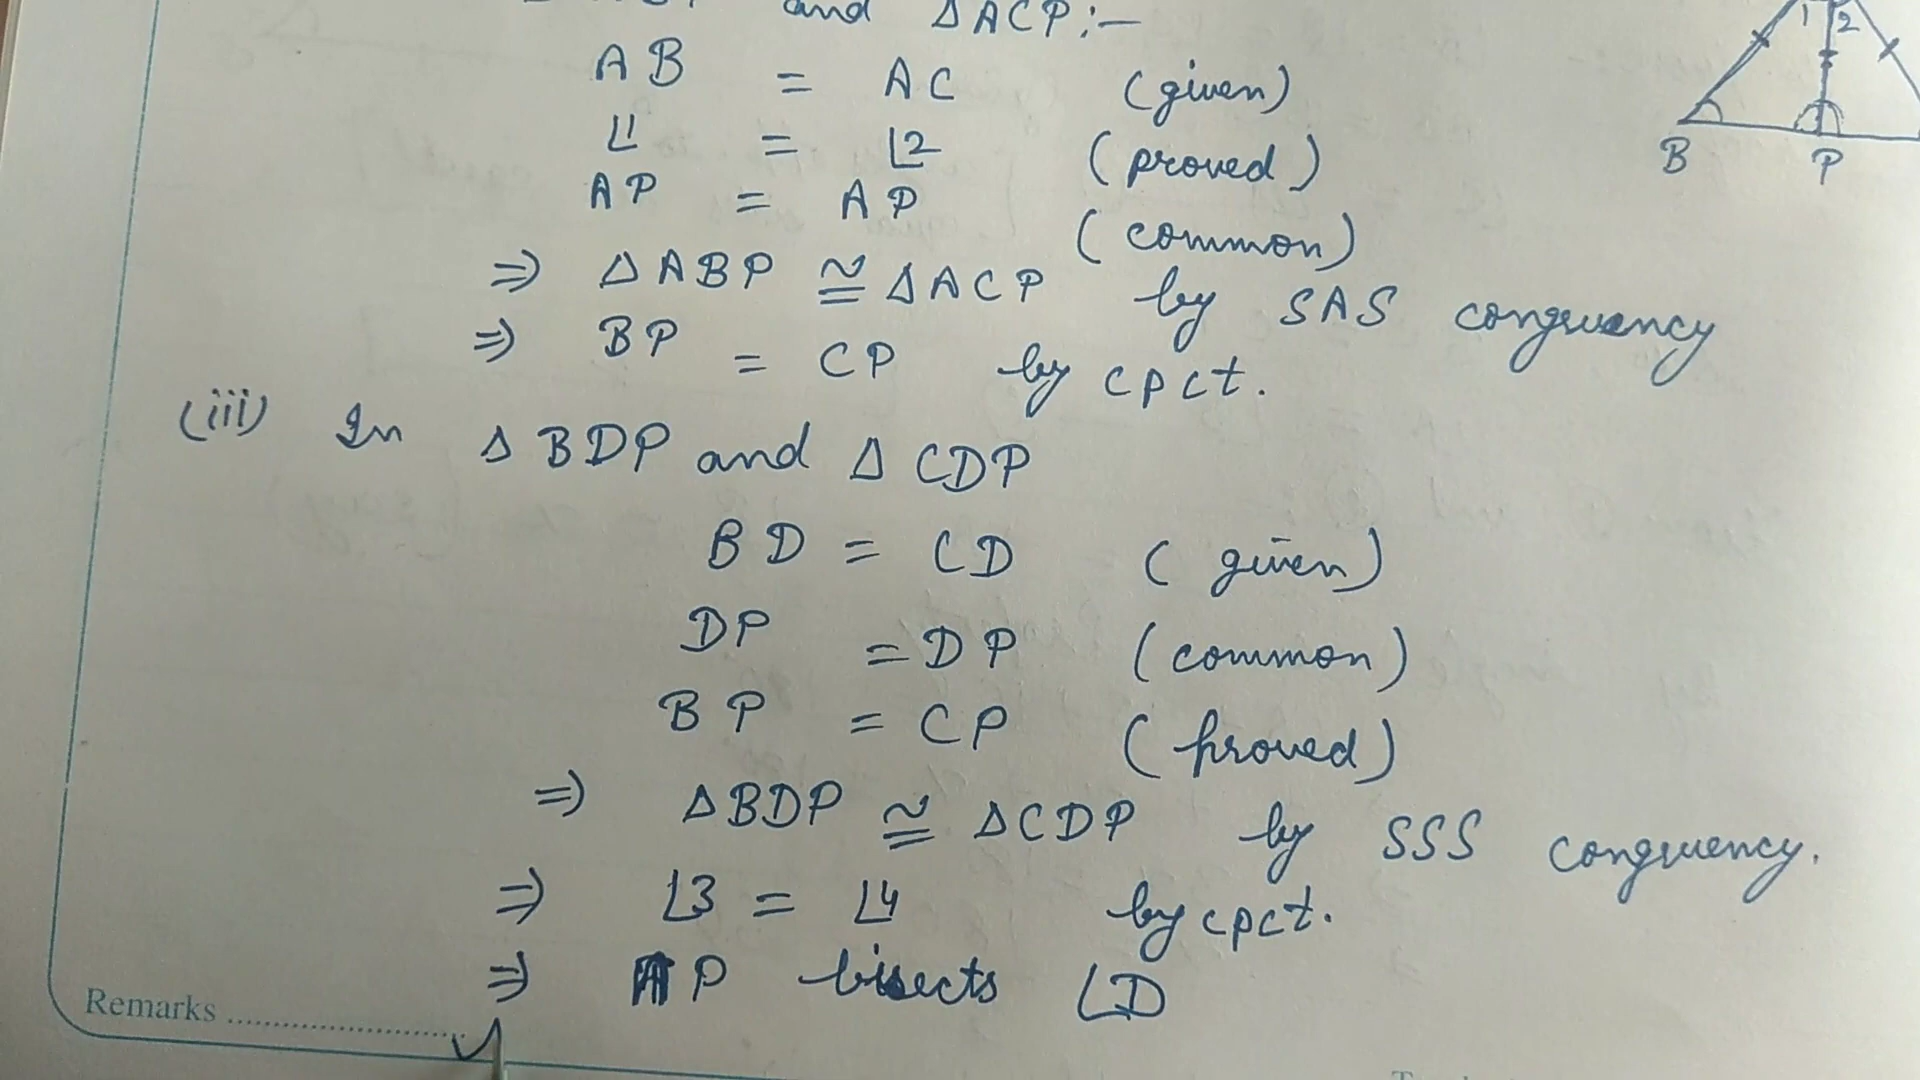 and ΔACP:-
AB = AC (given)
∠1 = ∠2 (proved)
AP = AP (common)
⇒ ΔABP ≅ ΔACP by SAS congruency
⇒ BP = CP by cpct.
(iii) In ΔBDP and ΔCDP
BD = CD (given)
DP = DP (common)
BP = CP (proved)
⇒ ΔBDP ≅ ΔCDP by SSS congruency.
⇒ ∠3 = ∠4 by cpct.
⇒ AP bisects ∠D
Remarks ........................
1 2
B P